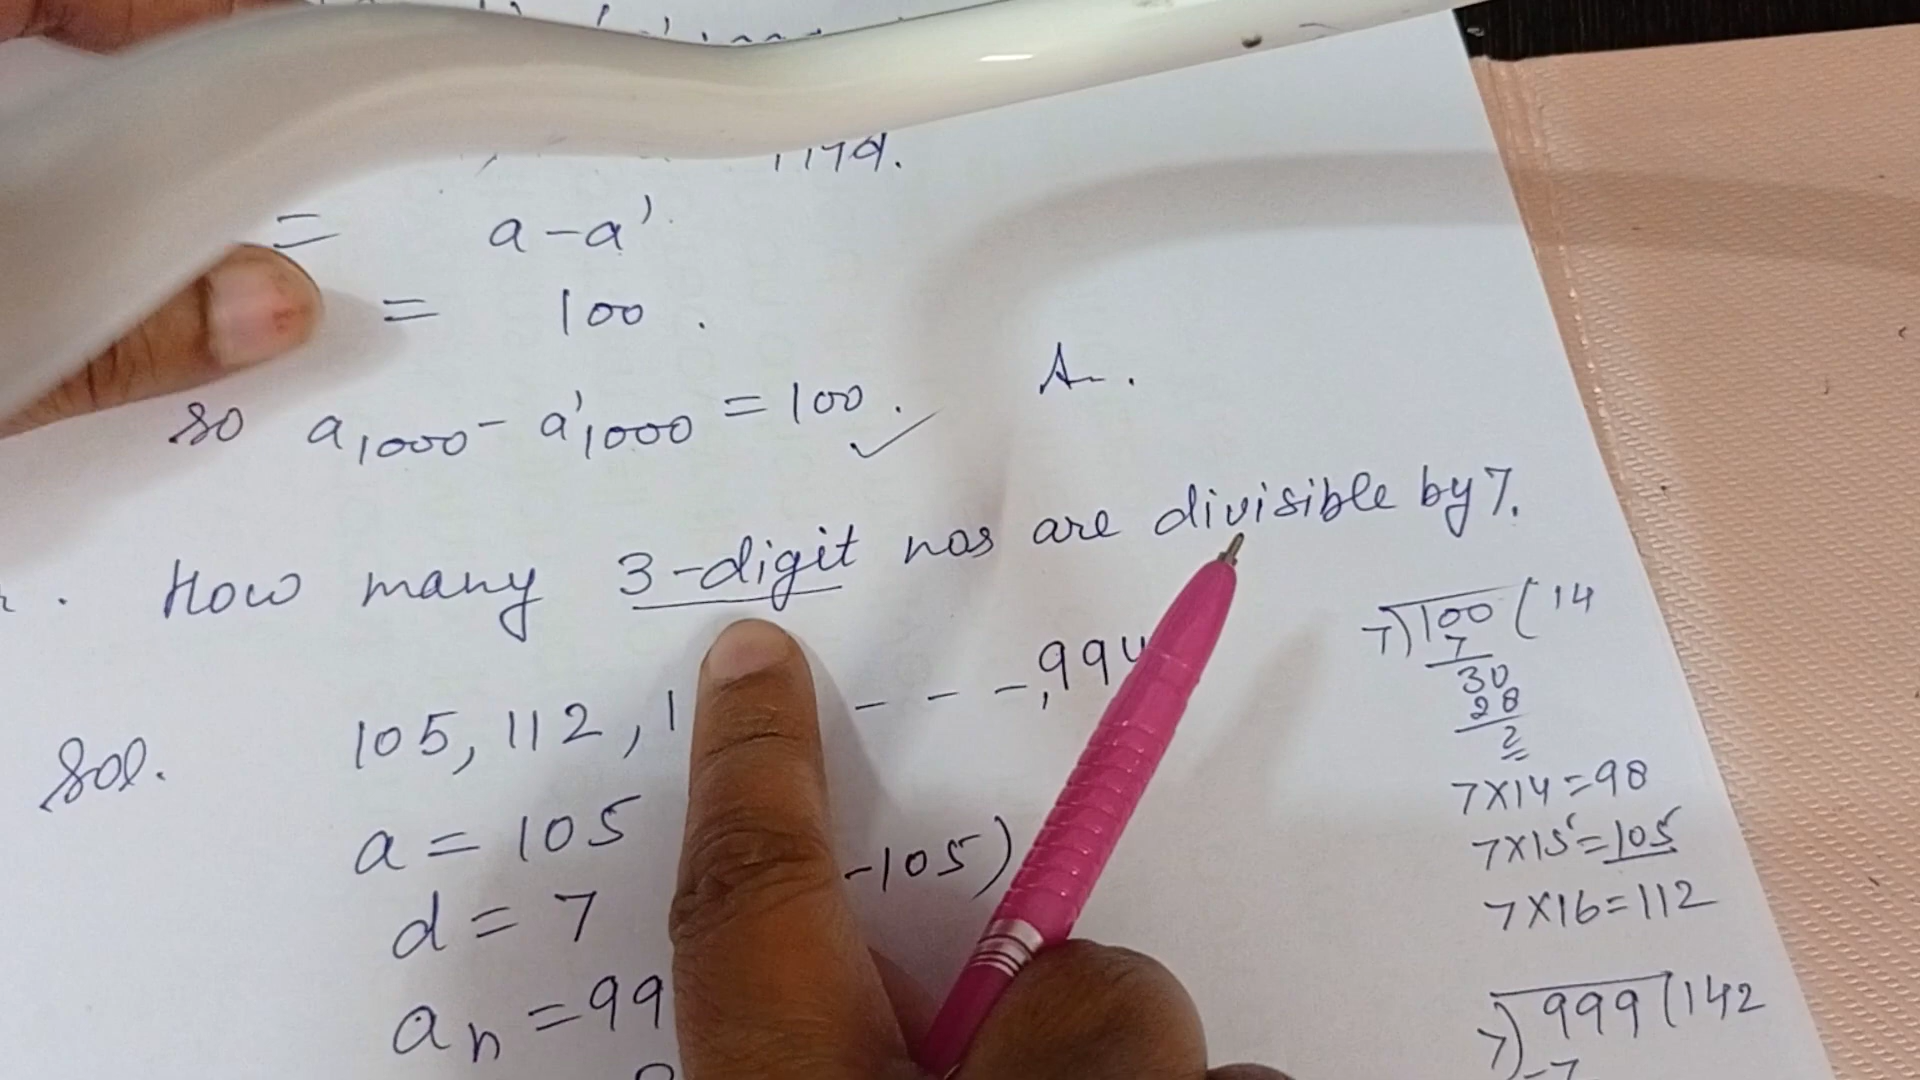 = a-a'
= 100.
so a1000 - a'1000 = 100. An.
How many 3-digit nos are divisible by 7.
Sol. 105, 112, 1 - - - -, 994
a = 105
d = 7
-105)
an = 99
7)100(14
7
30
28
2
7X14=98
7X15=105
7X16=112
7)999(142
-7